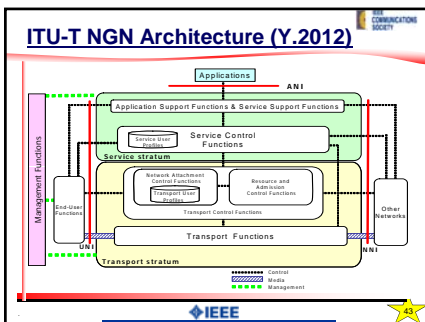 ITU-T NGN Architecture (Y.2012)
IEEE
COMMUNICATIONS
SOCIETY
Applications
ANI
Application Support Functions & Service Support Functions
Service User
Profiles
Service Control
Functions
Service stratum
Management Functions
Network Attachment
Control Functions
Transport User
Profiles
Resource and
Admission
Control Functions
Transport Control Functions
End-User
Functions
Other
Networks
Transport Functions
UNI
NNI
Transport stratum
Control
Media
Management
IEEE
43